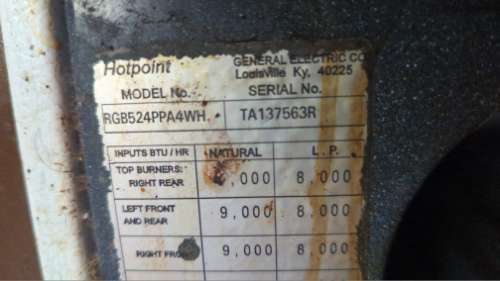 Hotpoint GENERAL ELECTRIC CO
Louisville Ky, 40225
MODEL No. SERIAL No.
RGB524PPA4WH. TA137563R
INPUTS BTU / HR NATURAL L.P.
TOP BURNERS:
RIGHT REAR ,000 8,000
LEFT FRONT
AND REAR 9,000 8,000
RIGHT 9,000 8,000